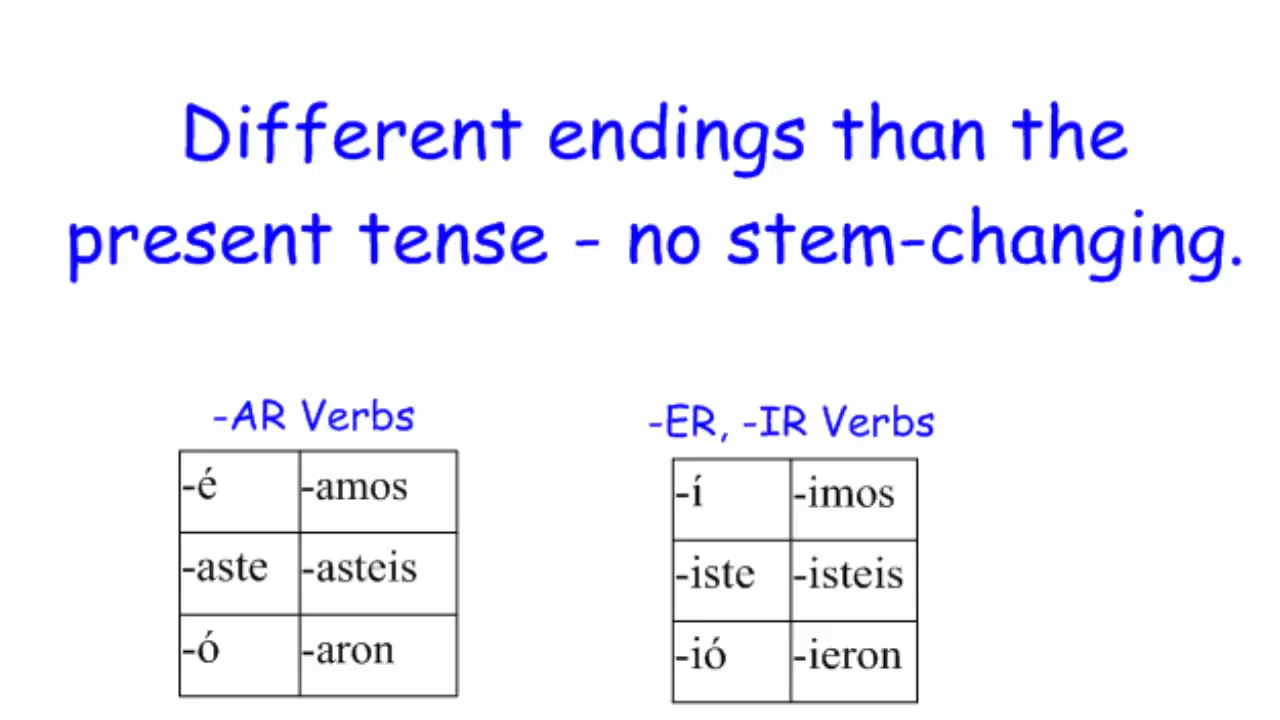 Different endings than the
present tense - no stem-changing.
-AR Verbs
-é -amos
-aste -asteis
-ó -aron
-ER, -IR Verbs
-í -imos
-iste -isteis
-ió -ieron